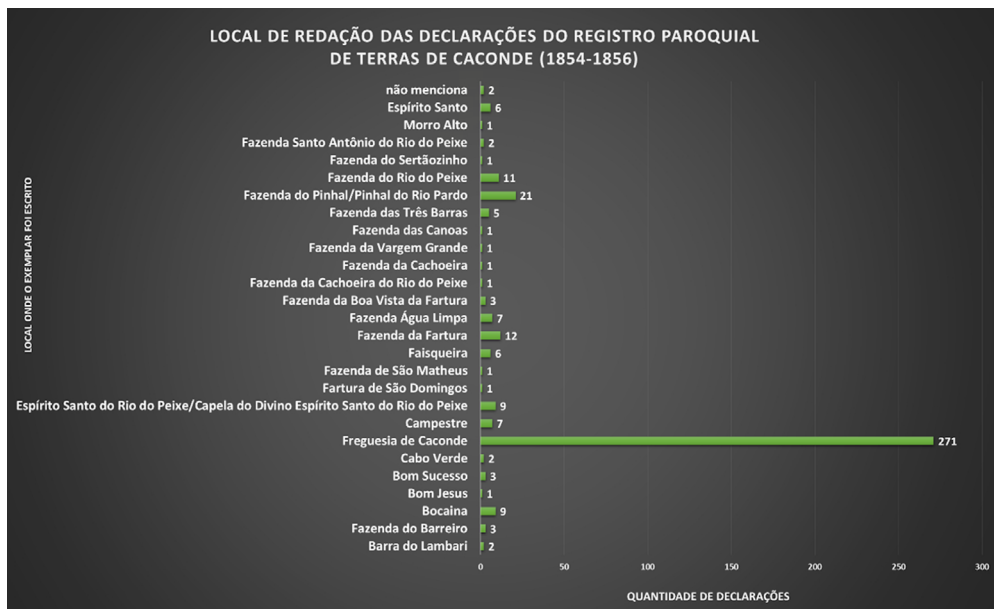 LOCAL DE REDAÇÃO DAS DECLARAÇÕES DO REGISTRO PAROQUIAL
DE TERRAS DE CACONDE (1854-1856)
LOCAL ONDE O EXEMPLAR FOI ESCRITO
não menciona 2
Espírito Santo 6
Morro Alto 1
Fazenda Santo Antônio do Rio do Peixe 2
Fazenda do Sertãozinho 1
Fazenda do Rio do Peixe 11
Fazenda do Pinhal/Pinhal do Rio Pardo 21
Fazenda das Três Barras 5
Fazenda das Canoas 1
Fazenda da Vargem Grande 1
Fazenda da Cachoeira 1
Fazenda da Cachoeira do Rio do Peixe 1
Fazenda da Boa Vista da Fartura 3
Fazenda Água Limpa 7
Fazenda da Fartura 12
Faisqueira 6
Fazenda de São Matheus 1
Fartura de São Domingos 1
Espírito Santo do Rio do Peixe/Capela do Divino Espírito Santo do Rio do Peixe 9
Campestre 7
Freguesia de Caconde 271
Cabo Verde 2
Bom Sucesso 3
Bom Jesus 1
Bocaina 9
Fazenda do Barreiro 3
Barra do Lambari 2
0 50 100 150 200 250 300
QUANTIDADE DE DECLARAÇÕES